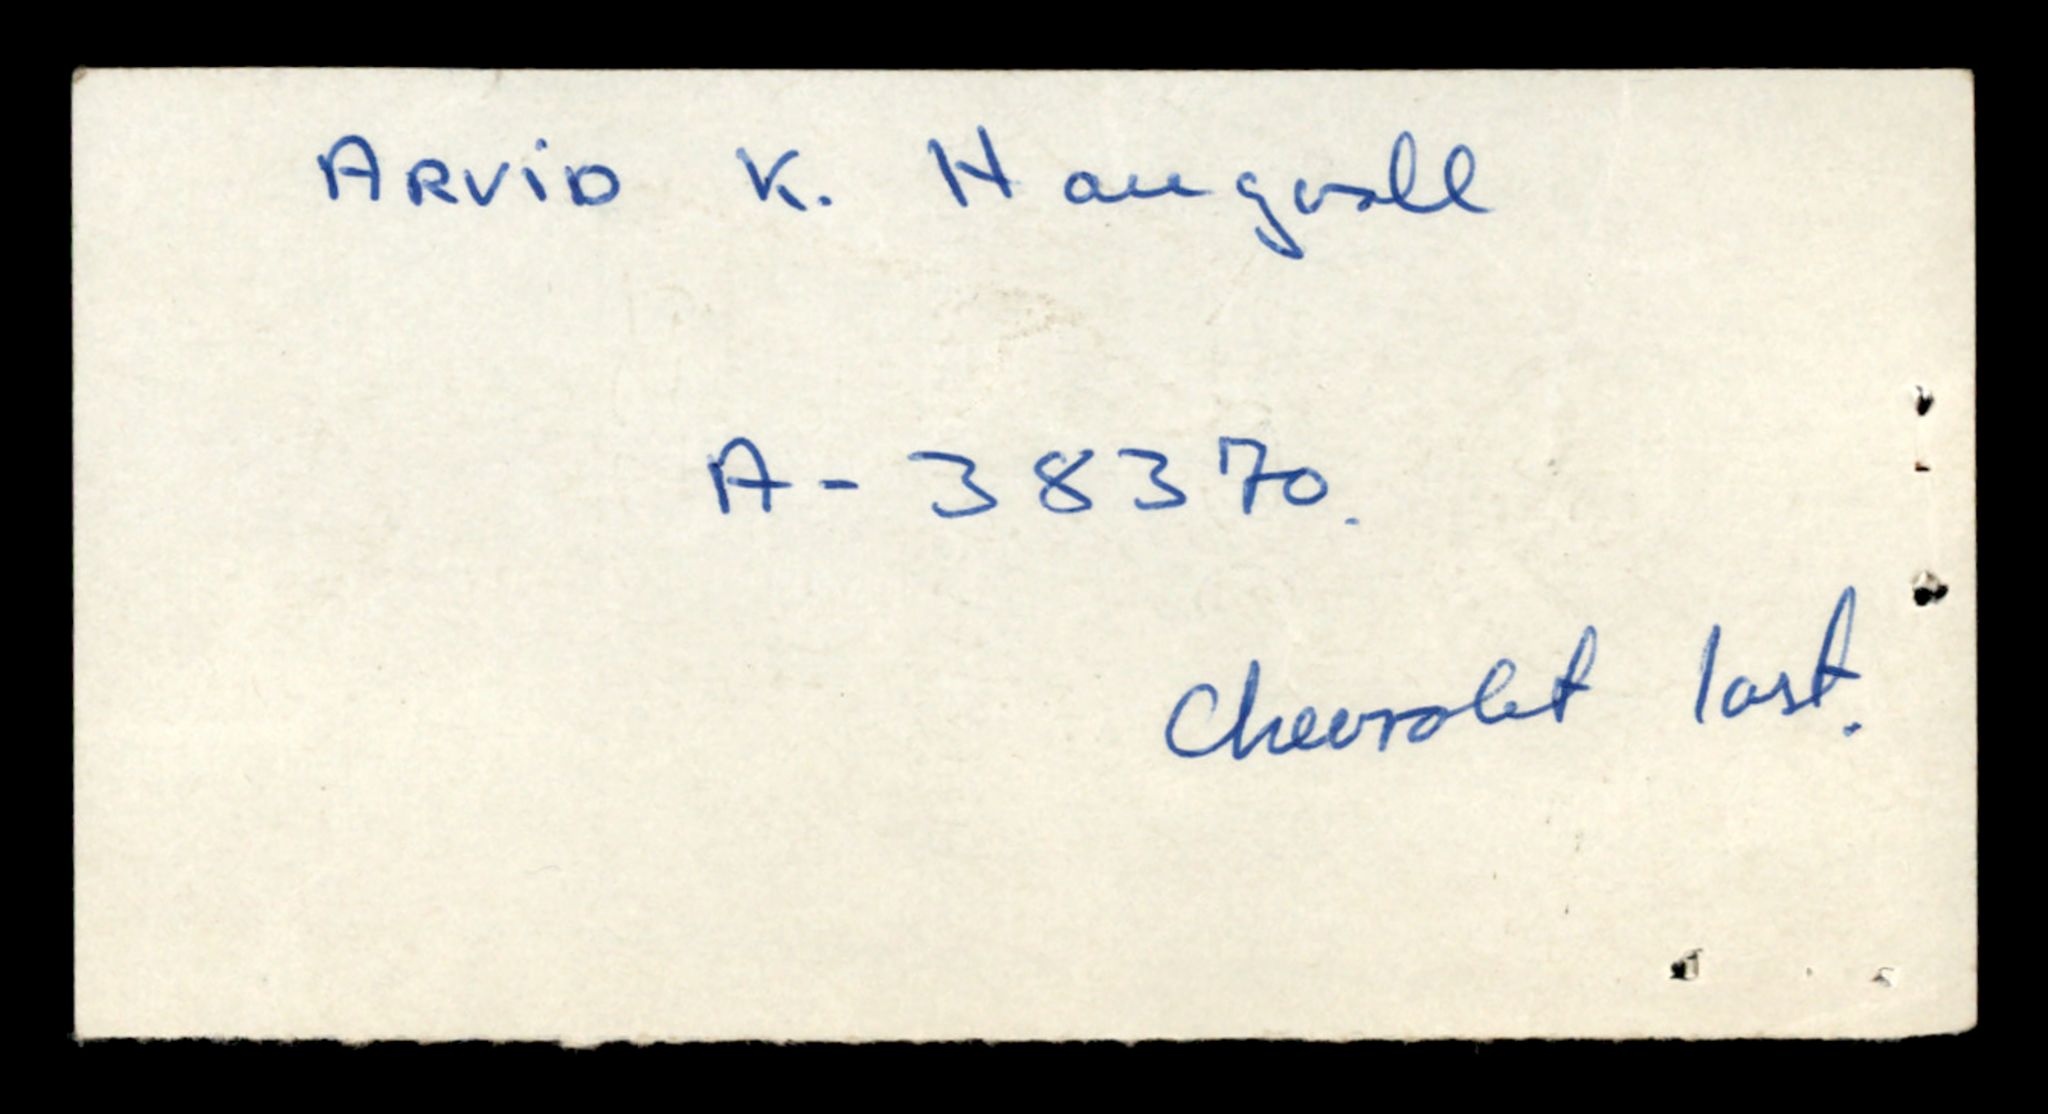 ARViD K. Haugvoll
A-38370.
Chevrolet last.